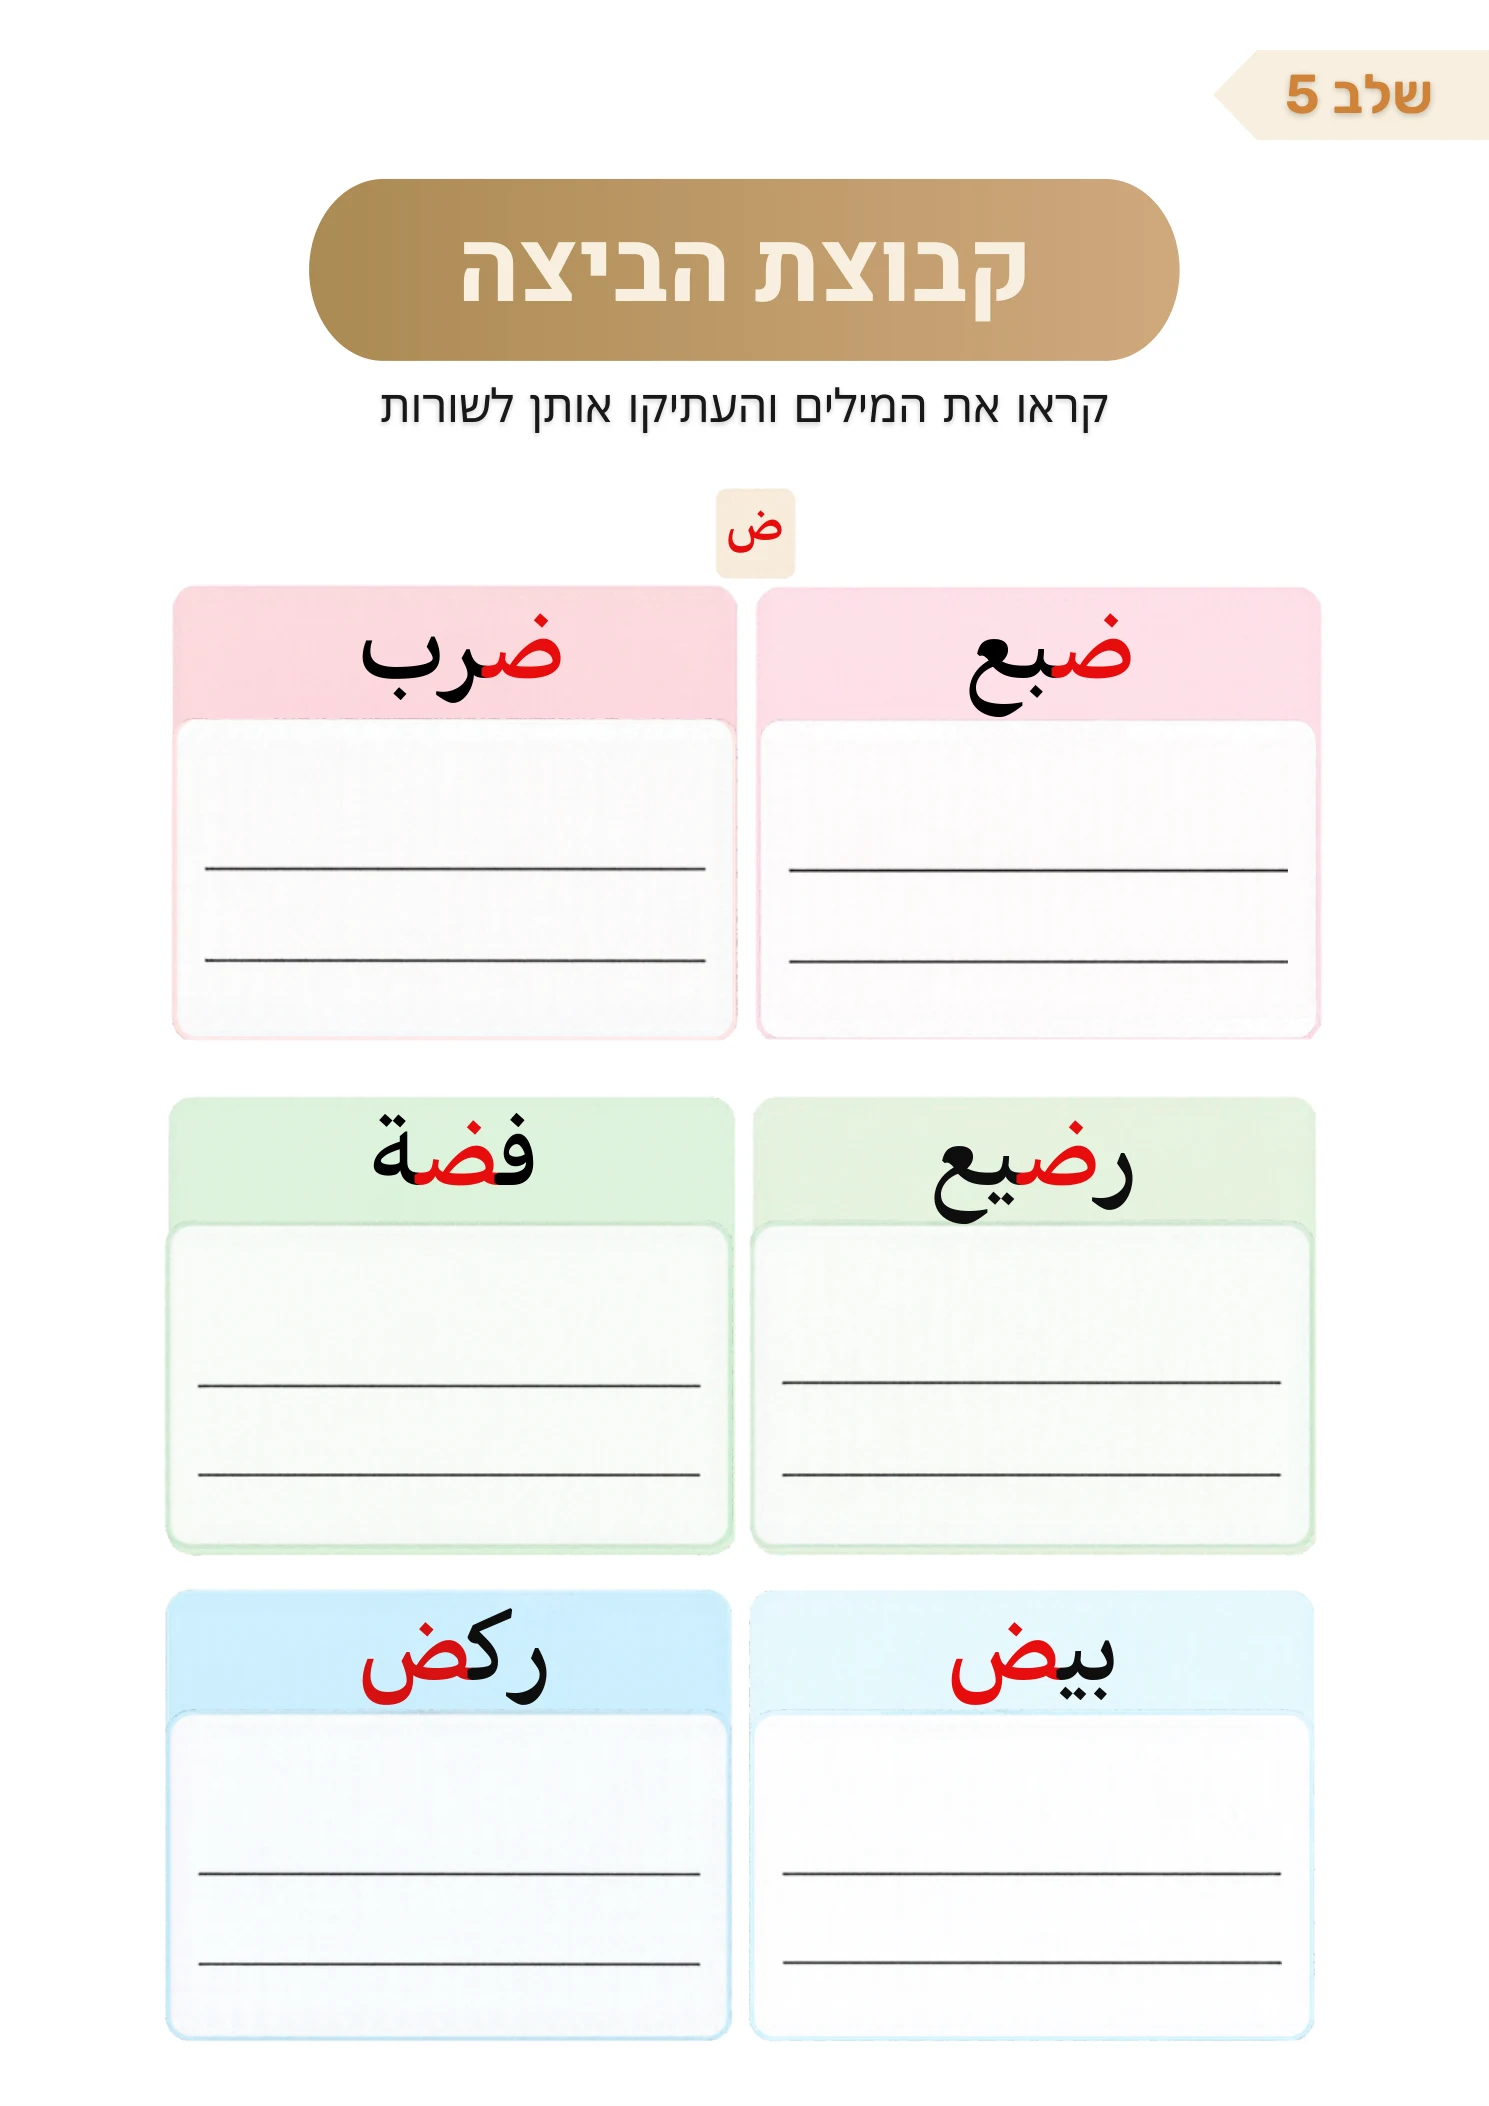 שלב 5
קבוצת הביצה
קראו את המילים והעתיקו אותן לשורות
ض
ضبع
ضرب
رضيع
فضة
بيض
ركض